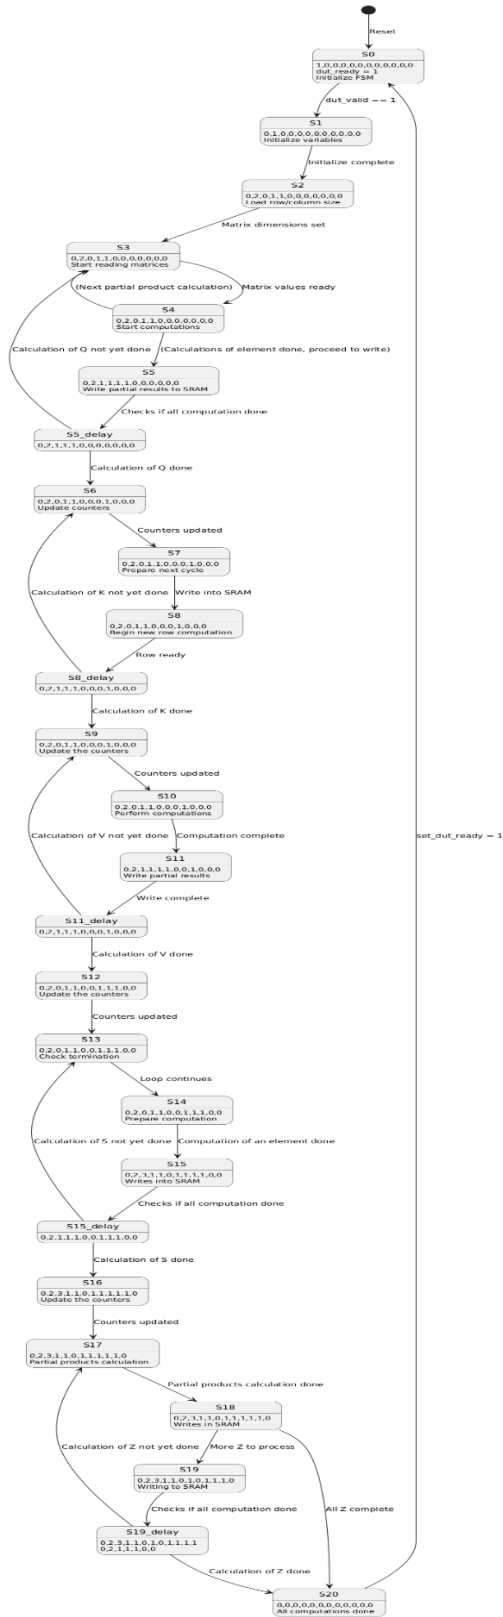 Reset
S0
1,0,0,0,0,0,0,0,0,0,0,0
dut_ready = 1
Initialize FSM
dut_valid == 1
S1
0,1,0,0,0,0,0,0,0,0,0,0
Initialize variables
Initialize complete
S2
0,2,0,1,1,0,0,0,0,0,0,0
Load row/column size
Matrix dimensions set
S3
0,2,0,1,1,0,0,0,0,0,0,0
Start reading matrices
(Next partial product calculation)
Matrix values ready
S4
0,2,0,1,1,0,0,0,0,0,0,0
Start computations
Calculation of Q not yet done
(Calculations of element done, proceed to write)
S5
0,2,1,1,1,1,0,0,0,0,0,0
Write partial results to SRAM
Checks if all computation done
S5_delay
0,2,1,1,1,0,0,0,0,0,0,0
Calculation of Q done
S6
0,2,0,1,1,0,0,0,1,0,0,0
Update counters
Counters updated
S7
0,2,0,1,1,0,0,0,1,0,0,0
Prepare next cycle
Calculation of K not yet done
Write into SRAM
S8
0,2,0,1,1,0,0,0,1,0,0,0
Begin new row computation
Row ready
S8_delay
0,2,1,1,1,0,0,0,1,0,0,0
Calculation of K done
S9
0,2,0,1,1,0,0,0,1,0,0,0
Update the counters
Counters updated
S10
0,2,0,1,1,0,0,0,1,0,0,0
Perform computations
Calculation of V not yet done
Computation complete
set_dut_ready = 1
S11
0,2,1,1,1,1,0,0,1,0,0,0
Write partial results
Write complete
S11_delay
0,2,1,1,1,0,0,0,1,0,0,0
Calculation of V done
S12
0,2,0,1,1,0,0,1,1,1,0,0
Update the counters
Counters updated
S13
0,2,0,1,1,0,0,1,1,1,0,0
Check termination
Loop continues
S14
0,2,0,1,1,0,0,1,1,1,0,0
Prepare computation
Calculation of S not yet done
Computation of an element done
S15
0,2,3,1,1,0,1,1,1,1,0,0
Writes into SRAM
Checks if all computation done
S15_delay
0,2,1,1,1,0,0,1,1,1,0,0
Calculation of S done
S16
0,2,3,1,1,0,1,1,1,1,1,0
Update the counters
Counters updated
S17
0,2,3,1,1,0,1,1,1,1,1,0
Partial products calculation
Partial products calculation done
S18
0,2,3,1,1,0,1,1,1,1,1,0
Writes in SRAM
Calculation of Z not yet done
More Z to process
S19
0,2,3,1,1,0,1,0,1,1,1,0
Writing to SRAM
Checks if all computation done
All Z complete
S19_delay
0,2,3,1,1,0,1,0,1,1,1,1
0,2,1,1,1,0,0
Calculation of Z done
S20
0,0,0,0,0,0,0,0,0,0,0,0
All computations done